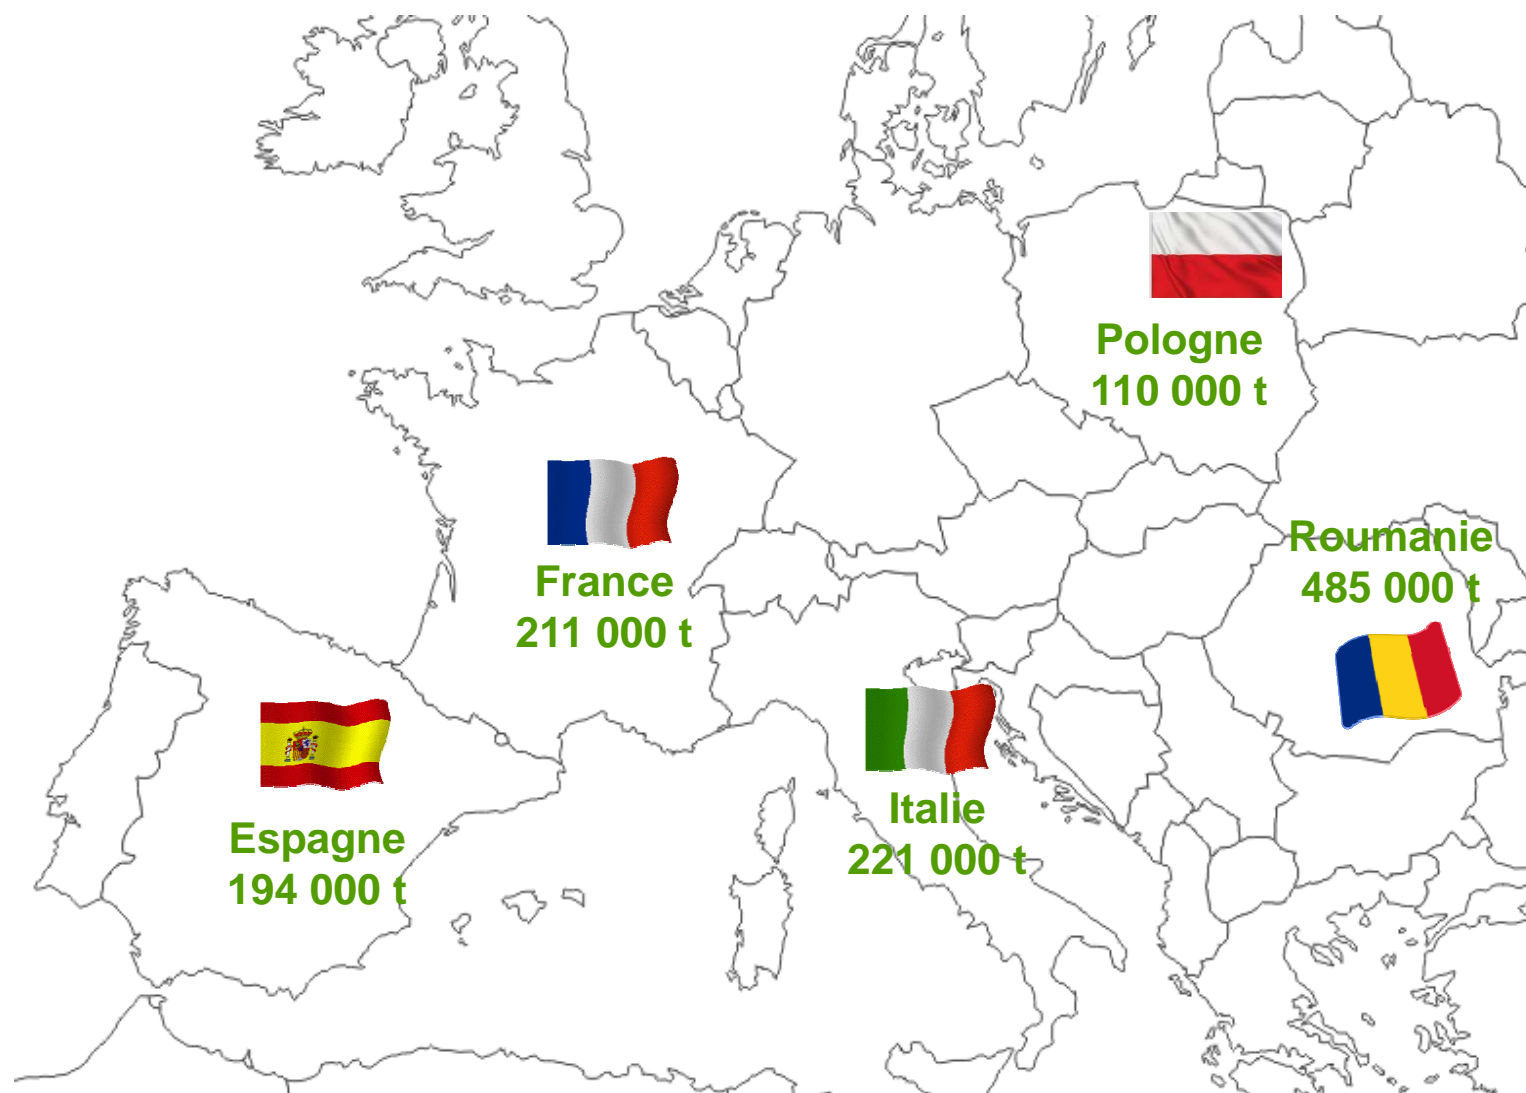 Pologne
110 000 t
Roumanie
485 000 t
France
211 000 t
Italie
221 000 t
Espagne
194 000 t